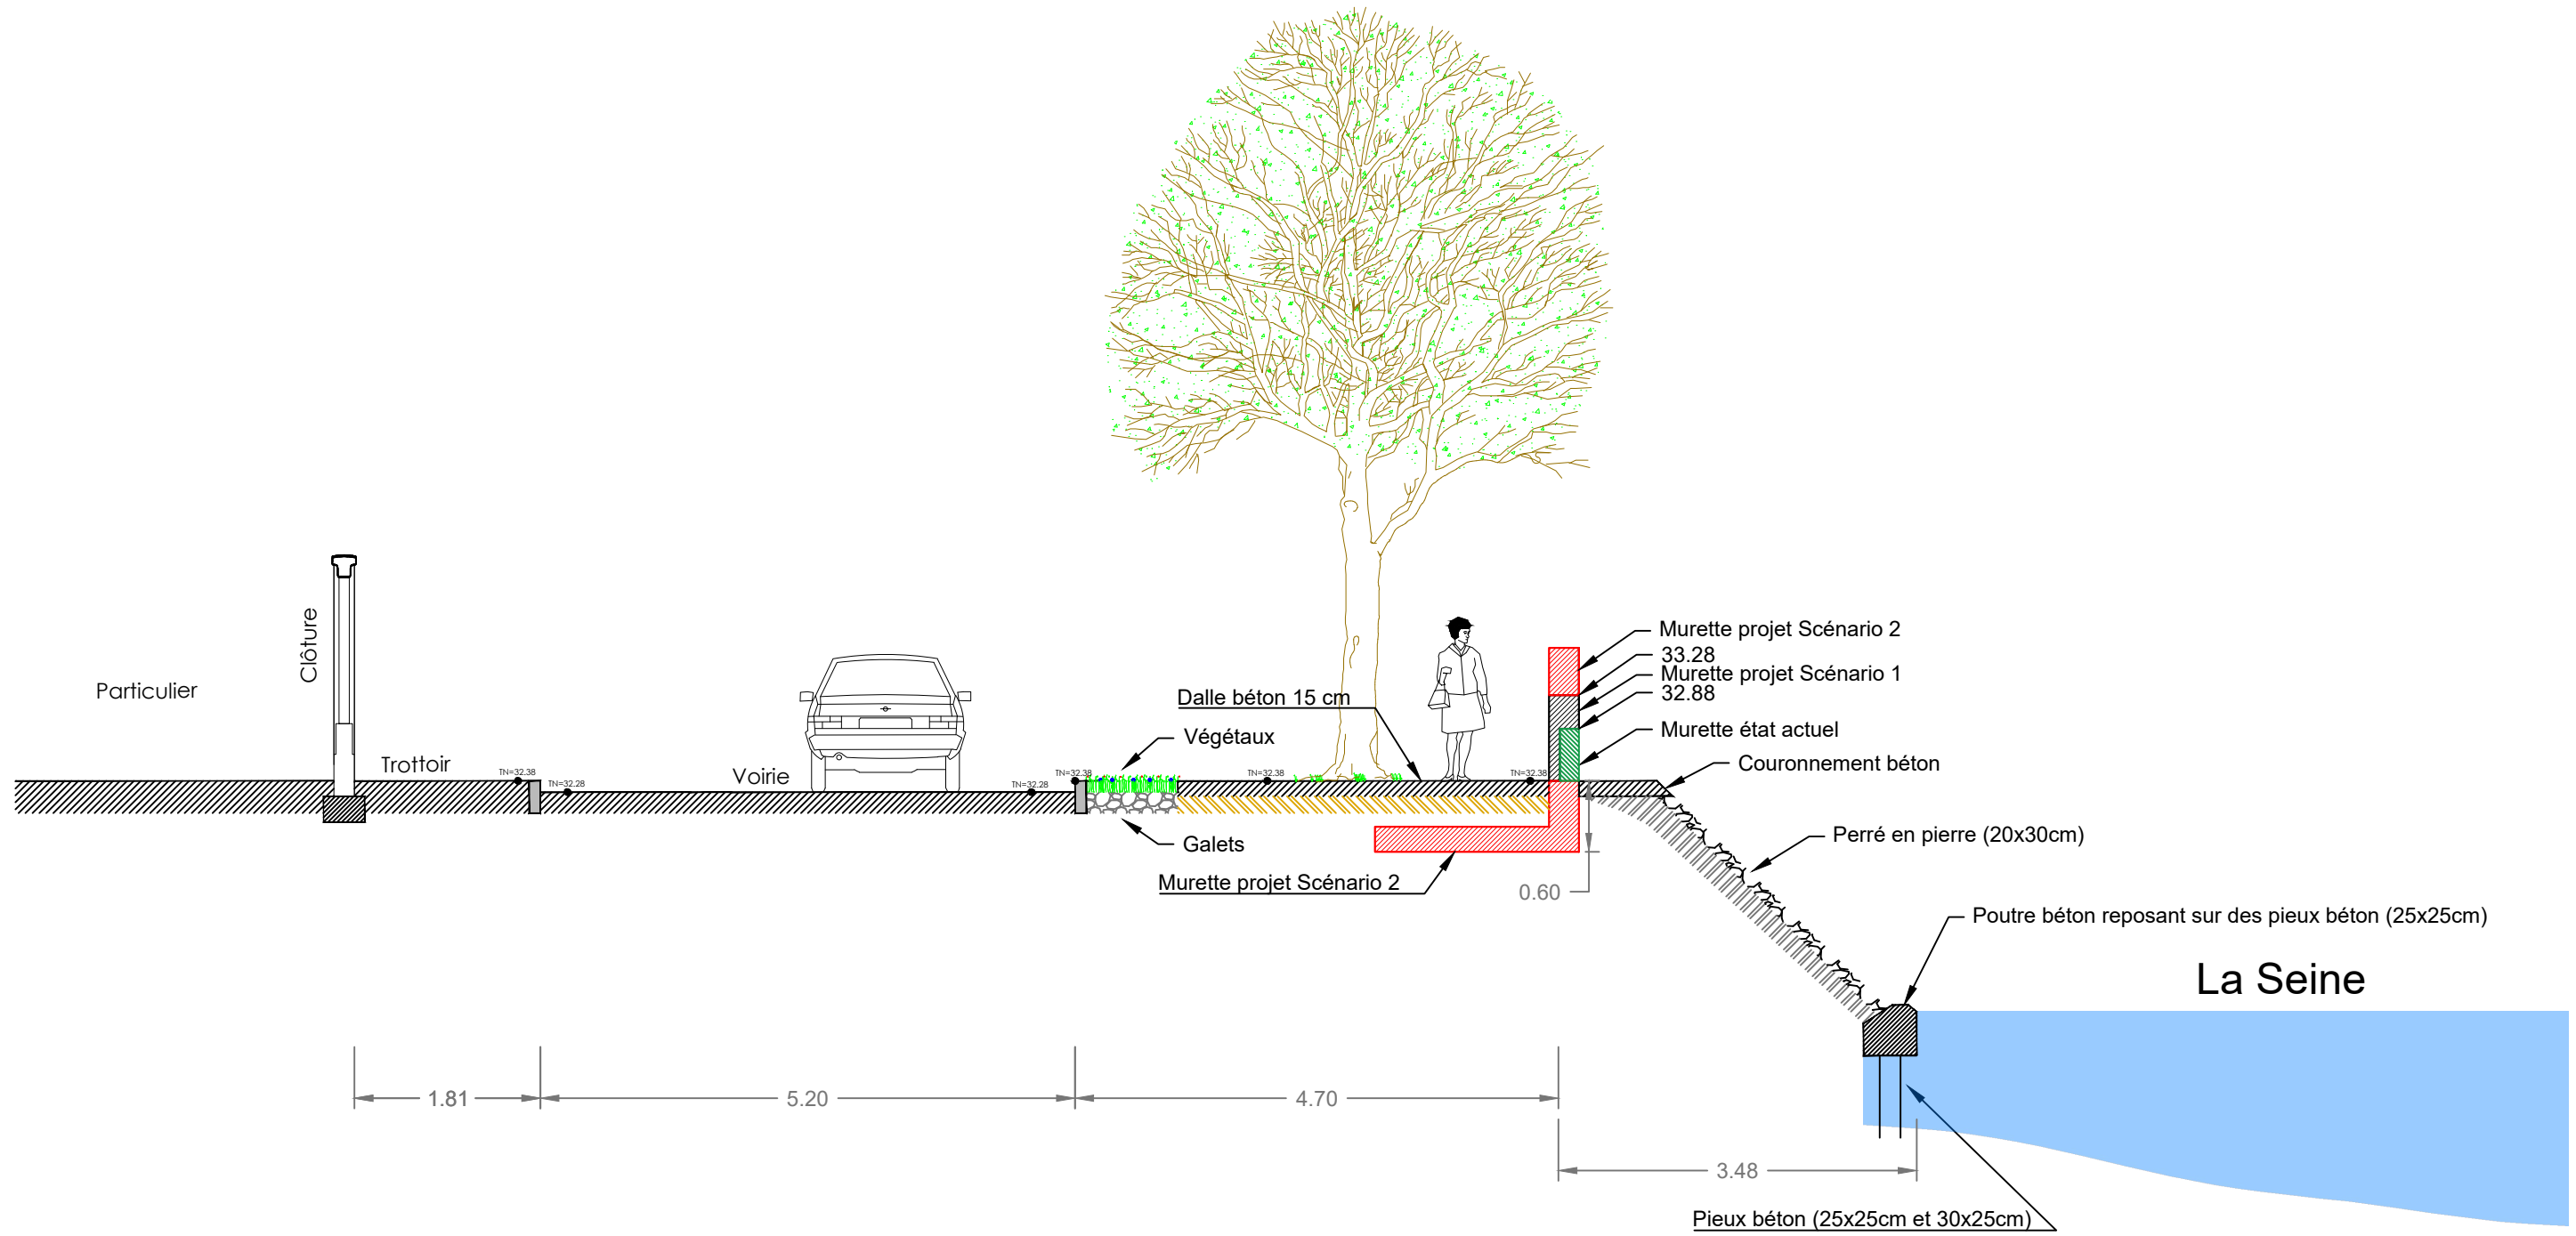 Murette projet Scénario 2
33.28
Murette projet Scénario 1
32.88
Murette état actuel
Couronnement béton
Clôture
Particulier
Dalle béton 15 cm
Végétaux
Trottoir
Voirie
TN=32.38
TN=32.28
TN=32.28
TN=32.38
TN=32.38
TN=32.38
Perré en pierre (20x30cm)
Galets
Murette projet Scénario 2
0.60
Poutre béton reposant sur des pieux béton (25x25cm)
La Seine
1.81
5.20
4.70
3.48
Pieux béton (25x25cm et 30x25cm)